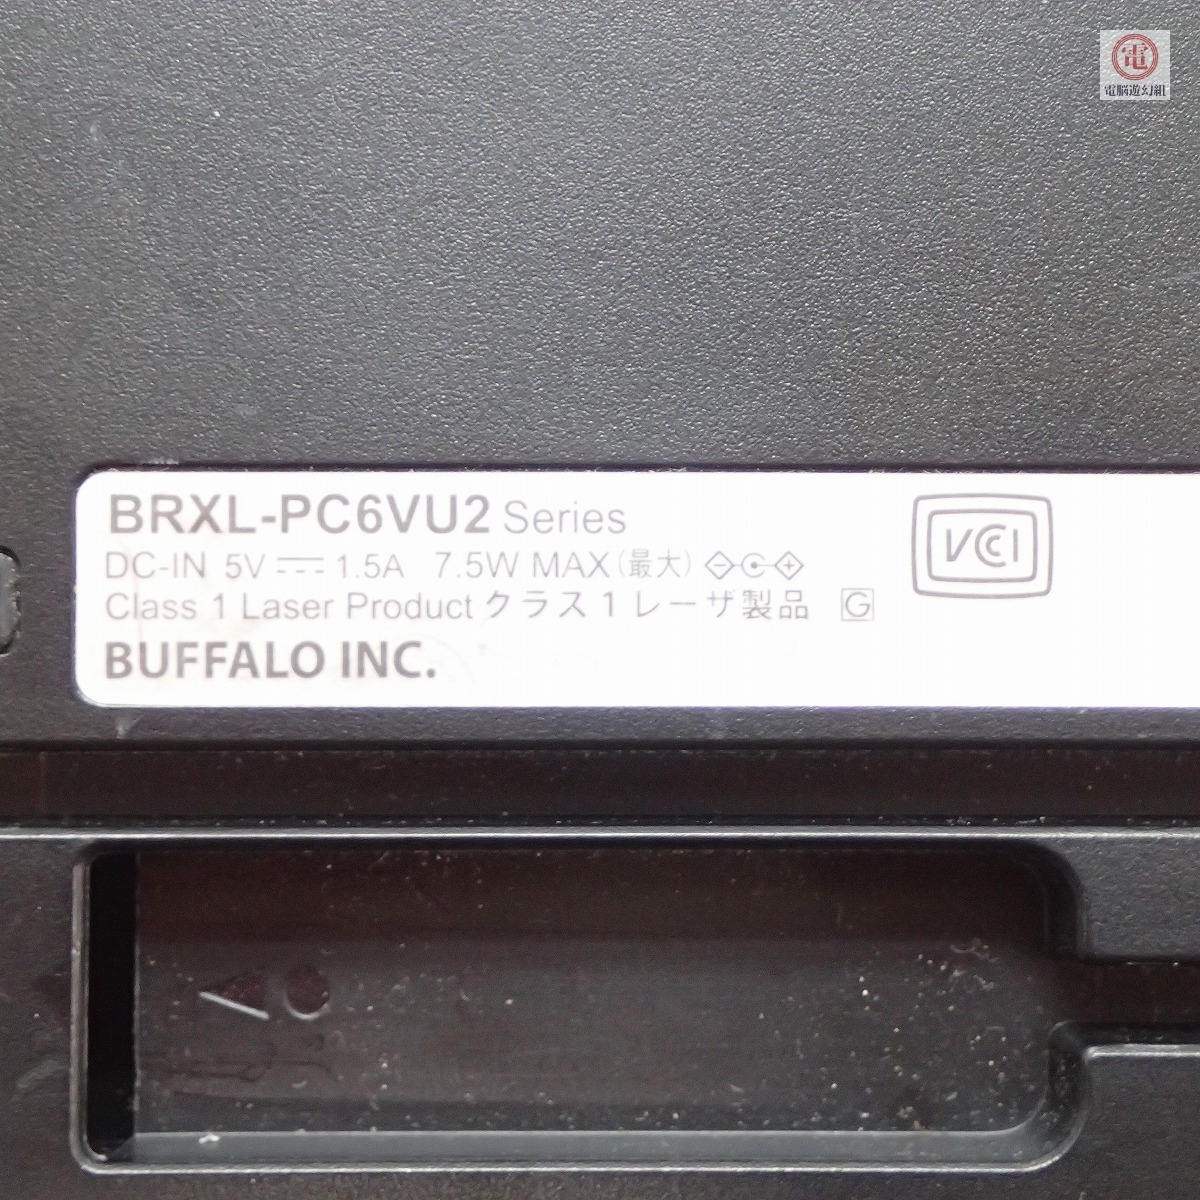 電
電脳遊幻組
BRXL-PC6VU2 Series
DC-IN 5V 1.5A 7.5W MAX(最大)
Class 1 Laser Product クラス1レーザ製品 G
BUFFALO INC.
VCCI